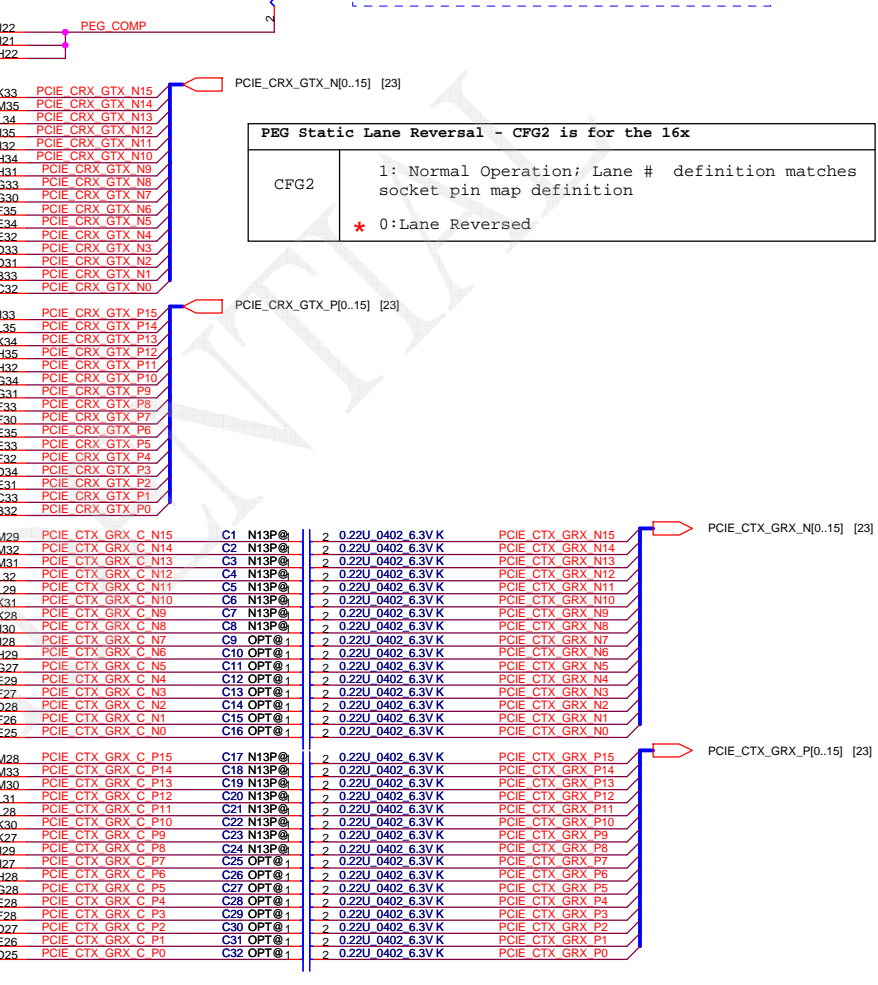 PEG_COMP
2
PCIE_CRX_GTX_N[0..15] [23]
PCIE_CRX_GTX_N15
PCIE_CRX_GTX_N14
PCIE_CRX_GTX_N13
PCIE_CRX_GTX_N12
PCIE_CRX_GTX_N11
PCIE_CRX_GTX_N10
PCIE_CRX_GTX_N9
PCIE_CRX_GTX_N8
PCIE_CRX_GTX_N7
PCIE_CRX_GTX_N6
PCIE_CRX_GTX_N5
PCIE_CRX_GTX_N4
PCIE_CRX_GTX_N3
PCIE_CRX_GTX_N2
PCIE_CRX_GTX_N1
PCIE_CRX_GTX_N0
PEG Static Lane Reversal - CFG2 is for the 16x
CFG2
1: Normal Operation; Lane # definition matches
socket pin map definition
* 0:Lane Reversed
PCIE_CRX_GTX_P[0..15] [23]
PCIE_CRX_GTX_P15
PCIE_CRX_GTX_P14
PCIE_CRX_GTX_P13
PCIE_CRX_GTX_P12
PCIE_CRX_GTX_P11
PCIE_CRX_GTX_P10
PCIE_CRX_GTX_P9
PCIE_CRX_GTX_P8
PCIE_CRX_GTX_P7
PCIE_CRX_GTX_P6
PCIE_CRX_GTX_P5
PCIE_CRX_GTX_P4
PCIE_CRX_GTX_P3
PCIE_CRX_GTX_P2
PCIE_CRX_GTX_P1
PCIE_CRX_GTX_P0
PCIE_CTX_GRX_N[0..15] [23]
PCIE_CTX_GRX_C_N15 C1 N13P@ 1 2 0.22U_0402_6.3V K PCIE_CTX_GRX_N15
PCIE_CTX_GRX_C_N14 C2 N13P@ 1 2 0.22U_0402_6.3V K PCIE_CTX_GRX_N14
PCIE_CTX_GRX_C_N13 C3 N13P@ 1 2 0.22U_0402_6.3V K PCIE_CTX_GRX_N13
PCIE_CTX_GRX_C_N12 C4 N13P@ 1 2 0.22U_0402_6.3V K PCIE_CTX_GRX_N12
PCIE_CTX_GRX_C_N11 C5 N13P@ 1 2 0.22U_0402_6.3V K PCIE_CTX_GRX_N11
PCIE_CTX_GRX_C_N10 C6 N13P@ 1 2 0.22U_0402_6.3V K PCIE_CTX_GRX_N10
PCIE_CTX_GRX_C_N9 C7 N13P@ 1 2 0.22U_0402_6.3V K PCIE_CTX_GRX_N9
PCIE_CTX_GRX_C_N8 C8 N13P@ 1 2 0.22U_0402_6.3V K PCIE_CTX_GRX_N8
PCIE_CTX_GRX_C_N7 C9 OPT@ 1 2 0.22U_0402_6.3V K PCIE_CTX_GRX_N7
PCIE_CTX_GRX_C_N6 C10 OPT@ 1 2 0.22U_0402_6.3V K PCIE_CTX_GRX_N6
PCIE_CTX_GRX_C_N5 C11 OPT@ 1 2 0.22U_0402_6.3V K PCIE_CTX_GRX_N5
PCIE_CTX_GRX_C_N4 C12 OPT@ 1 2 0.22U_0402_6.3V K PCIE_CTX_GRX_N4
PCIE_CTX_GRX_C_N3 C13 OPT@ 1 2 0.22U_0402_6.3V K PCIE_CTX_GRX_N3
PCIE_CTX_GRX_C_N2 C14 OPT@ 1 2 0.22U_0402_6.3V K PCIE_CTX_GRX_N2
PCIE_CTX_GRX_C_N1 C15 OPT@ 1 2 0.22U_0402_6.3V K PCIE_CTX_GRX_N1
PCIE_CTX_GRX_C_N0 C16 OPT@ 1 2 0.22U_0402_6.3V K PCIE_CTX_GRX_N0
PCIE_CTX_GRX_P[0..15] [23]
PCIE_CTX_GRX_C_P15 C17 N13P@ 1 2 0.22U_0402_6.3V K PCIE_CTX_GRX_P15
PCIE_CTX_GRX_C_P14 C18 N13P@ 1 2 0.22U_0402_6.3V K PCIE_CTX_GRX_P14
PCIE_CTX_GRX_C_P13 C19 N13P@ 1 2 0.22U_0402_6.3V K PCIE_CTX_GRX_P13
PCIE_CTX_GRX_C_P12 C20 N13P@ 1 2 0.22U_0402_6.3V K PCIE_CTX_GRX_P12
PCIE_CTX_GRX_C_P11 C21 N13P@ 1 2 0.22U_0402_6.3V K PCIE_CTX_GRX_P11
PCIE_CTX_GRX_C_P10 C22 N13P@ 1 2 0.22U_0402_6.3V K PCIE_CTX_GRX_P10
PCIE_CTX_GRX_C_P9 C23 N13P@ 1 2 0.22U_0402_6.3V K PCIE_CTX_GRX_P9
PCIE_CTX_GRX_C_P8 C24 N13P@ 1 2 0.22U_0402_6.3V K PCIE_CTX_GRX_P8
PCIE_CTX_GRX_C_P7 C25 OPT@ 1 2 0.22U_0402_6.3V K PCIE_CTX_GRX_P7
PCIE_CTX_GRX_C_P6 C26 OPT@ 1 2 0.22U_0402_6.3V K PCIE_CTX_GRX_P6
PCIE_CTX_GRX_C_P5 C27 OPT@ 1 2 0.22U_0402_6.3V K PCIE_CTX_GRX_P5
PCIE_CTX_GRX_C_P4 C28 OPT@ 1 2 0.22U_0402_6.3V K PCIE_CTX_GRX_P4
PCIE_CTX_GRX_C_P3 C29 OPT@ 1 2 0.22U_0402_6.3V K PCIE_CTX_GRX_P3
PCIE_CTX_GRX_C_P2 C30 OPT@ 1 2 0.22U_0402_6.3V K PCIE_CTX_GRX_P2
PCIE_CTX_GRX_C_P1 C31 OPT@ 1 2 0.22U_0402_6.3V K PCIE_CTX_GRX_P1
PCIE_CTX_GRX_C_P0 C32 OPT@ 1 2 0.22U_0402_6.3V K PCIE_CTX_GRX_P0
ENTIAL